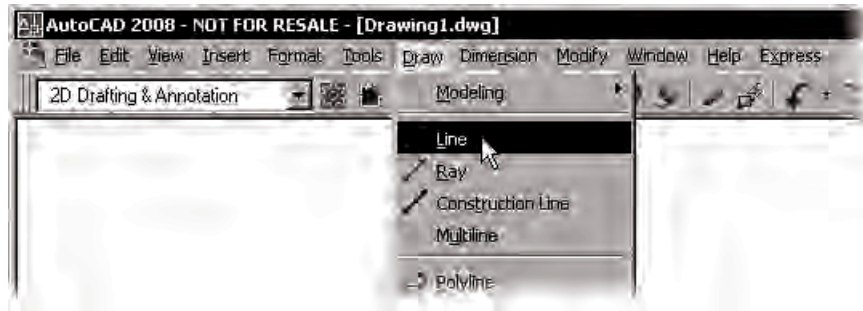 AutoCAD 2008 - NOT FOR RESALE - [Drawing1.dwg]
File Edit View Insert Format Tools Draw Dimension Modify Window Help Express
2D Drafting & Annotation
Modeling
Line
Ray
Construction Line
Multiline
Polyline